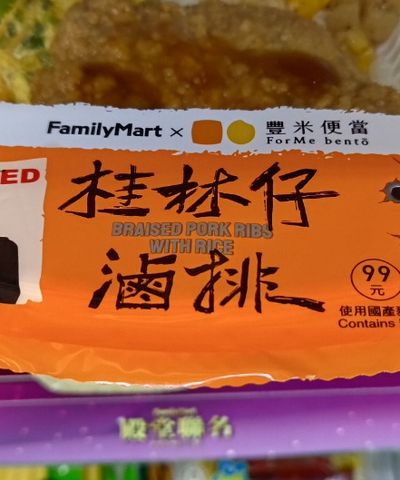 FamilyMart × 豐米便當
ForMe bentō
ED
桂林仔
BRAISED PORK RIBS
WITH RICE
滷排
99
元
使用國產
Contains